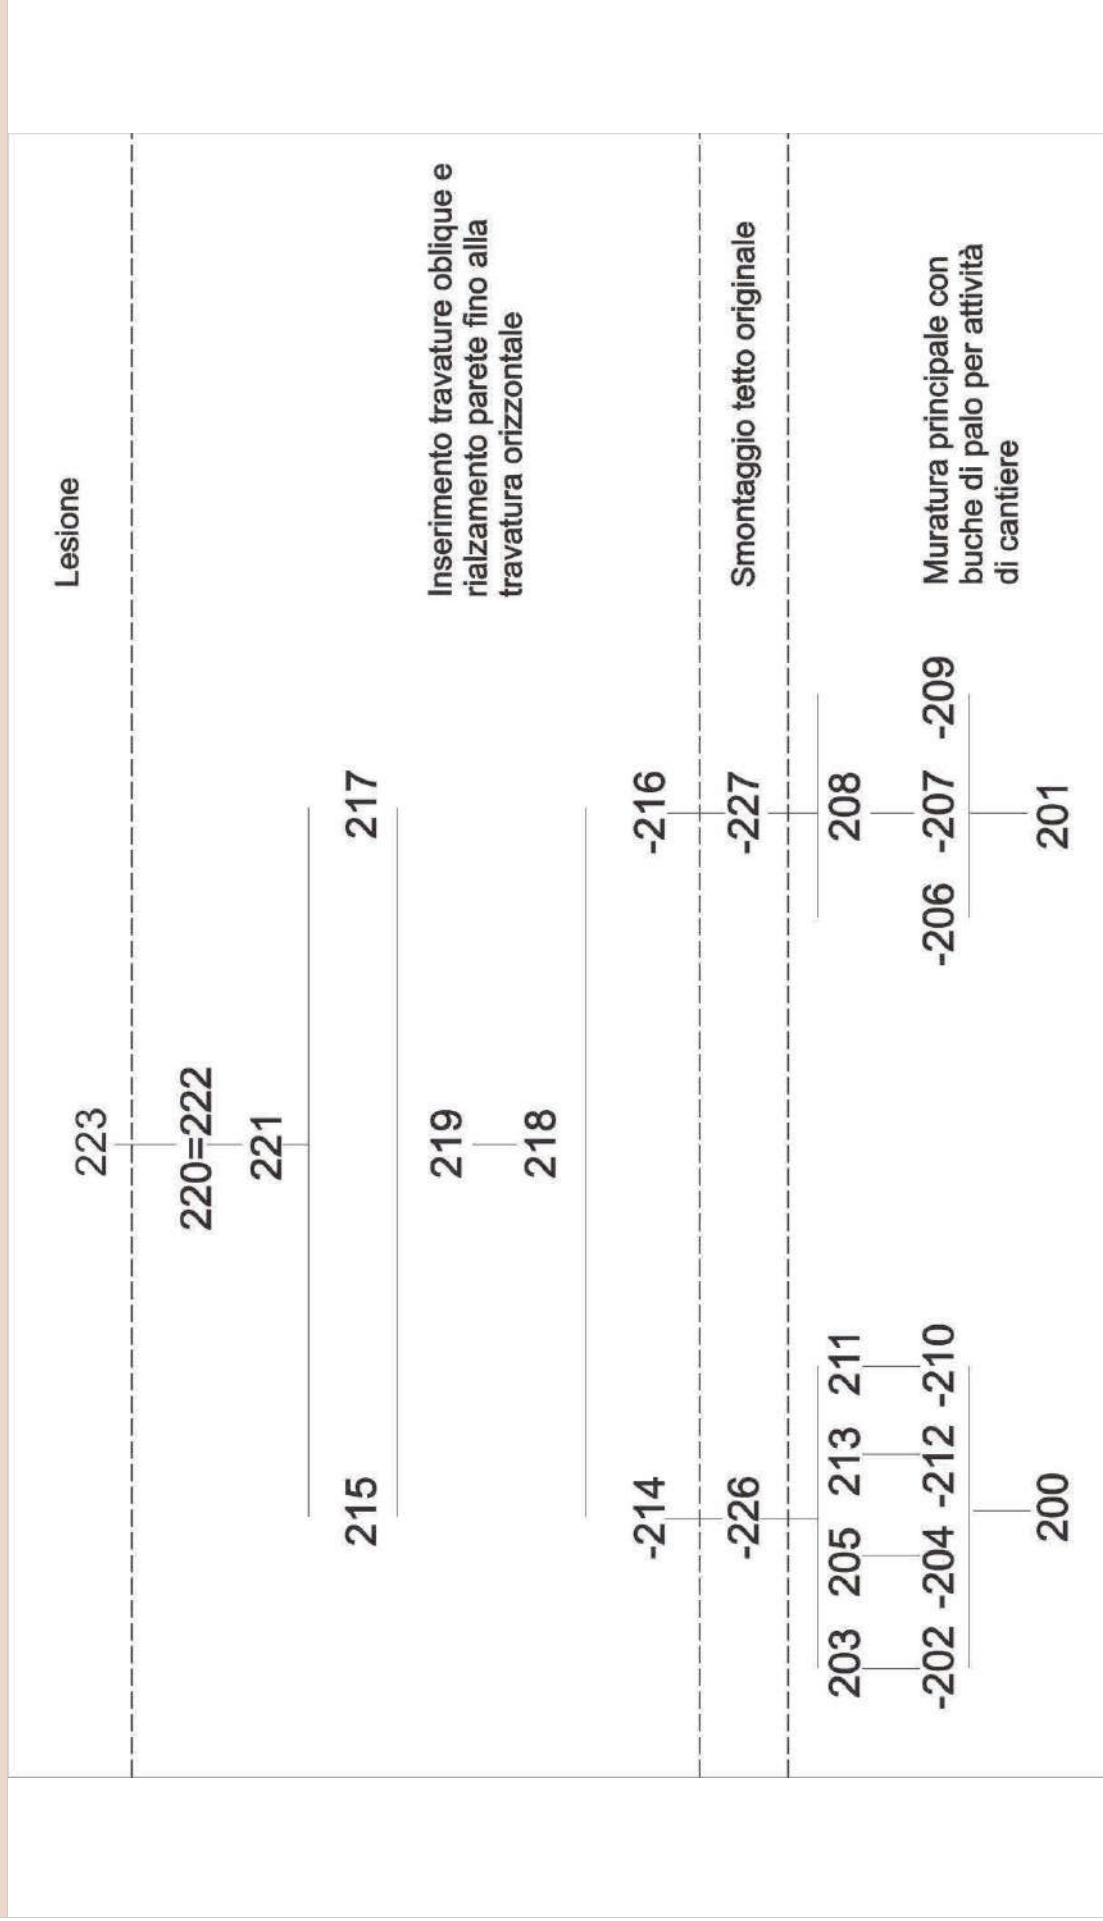 223
Lesione
220=222
221
215 217
219
218
Inserimento travature oblique e
rialzamento parete fino alla
travatura orizzontale
-214 -216
-226 -227
Smontaggio tetto originale
203 205 213 211 208
-202 -204 -212 -210 -206 -207 -209
200 201
Muratura principale con
buche di palo per attività
di cantiere